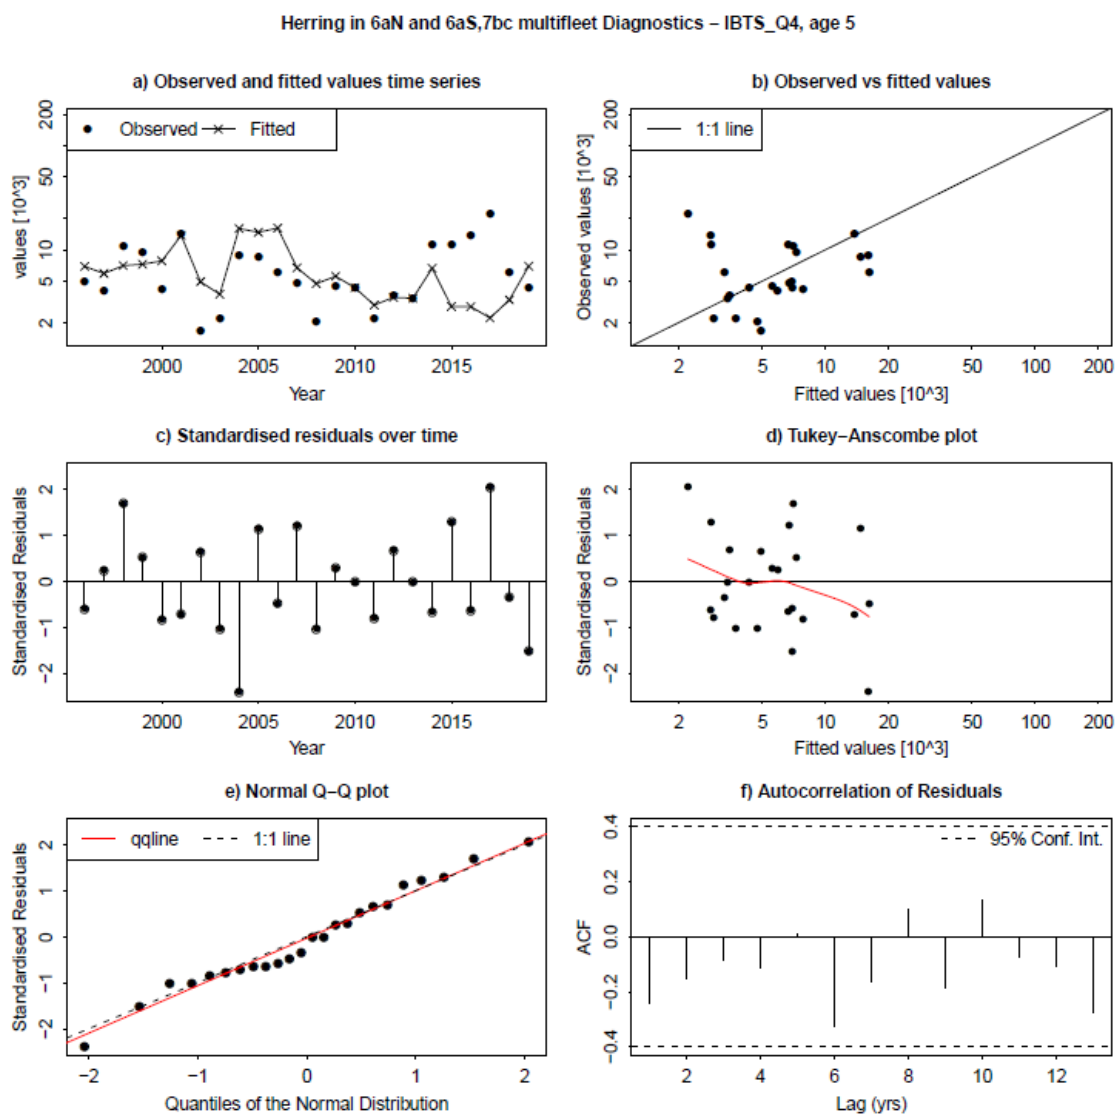 Herring in 6aN and 6aS,7bc multifleet Diagnostics − IBTS_Q4, age 5
a) Observed and fitted values time series
values [10^3]
200
50
10
5
2
Observed
Fitted
2000
2005
2010
2015
Year
b) Observed vs fitted values
Observed values [10^3]
200
50
10
5
2
1:1 line
2
5
10
20
50
100
200
Fitted values [10^3]
c) Standardised residuals over time
Standardised Residuals
2
1
0
−1
−2
2000
2005
2010
2015
Year
d) Tukey−Anscombe plot
Standardised Residuals
2
1
0
−1
−2
2
5
10
20
50
100
200
Fitted values [10^3]
e) Normal Q−Q plot
Standardised Residuals
2
1
0
−1
−2
qqline
1:1 line
−2
−1
0
1
2
Quantiles of the Normal Distribution
f) Autocorrelation of Residuals
ACF
0.4
0.2
0.0
−0.2
−0.4
95% Conf. Int.
2
4
6
8
10
12
Lag (yrs)